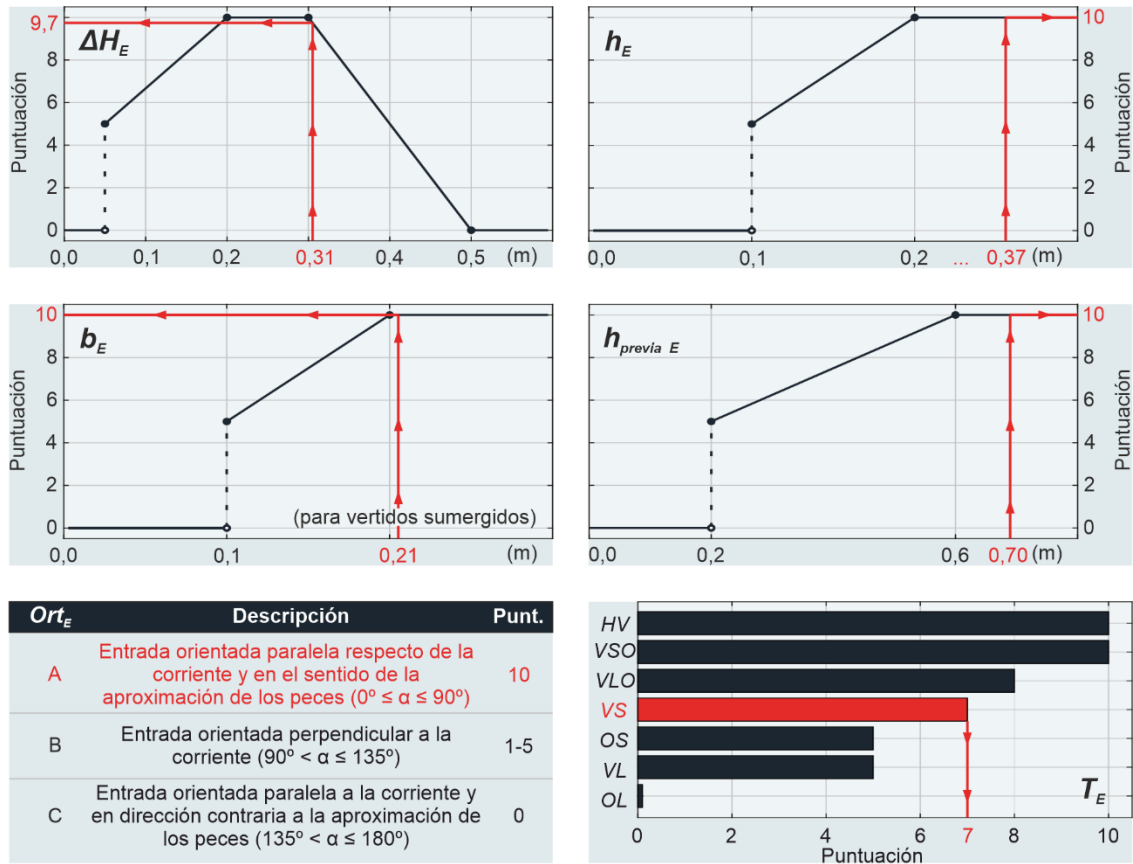 9,7
8
6
4
2
0
Puntuación
ΔH_E
0,0 0,1 0,2 0,31 0,4 0,5 (m)
h_E
10
8
6
4
2
0
Puntuación
0,0 0,1 0,2 ... 0,37 (m)
10
8
6
4
2
0
Puntuación
b_E
(para vertidos sumergidos)
0,0 0,1 0,21 (m)
h_previa E
10
8
6
4
2
0
Puntuación
0,0 0,2 0,6 0,70 (m)
Ort_E Descripción Punt.
Entrada orientada paralela respecto de la
A corriente y en el sentido de la 10
aproximación de los peces (0º ≤ α ≤ 90º)
B Entrada orientada perpendicular a la 1-5
corriente (90º < α ≤ 135º)
Entrada orientada paralela a la corriente y
C en dirección contraria a la aproximación de 0
los peces (135º < α ≤ 180º)
HV
VSO
VLO
VS
OS
VL
OL
T_E
0 2 4 6 7 8 10
Puntuación